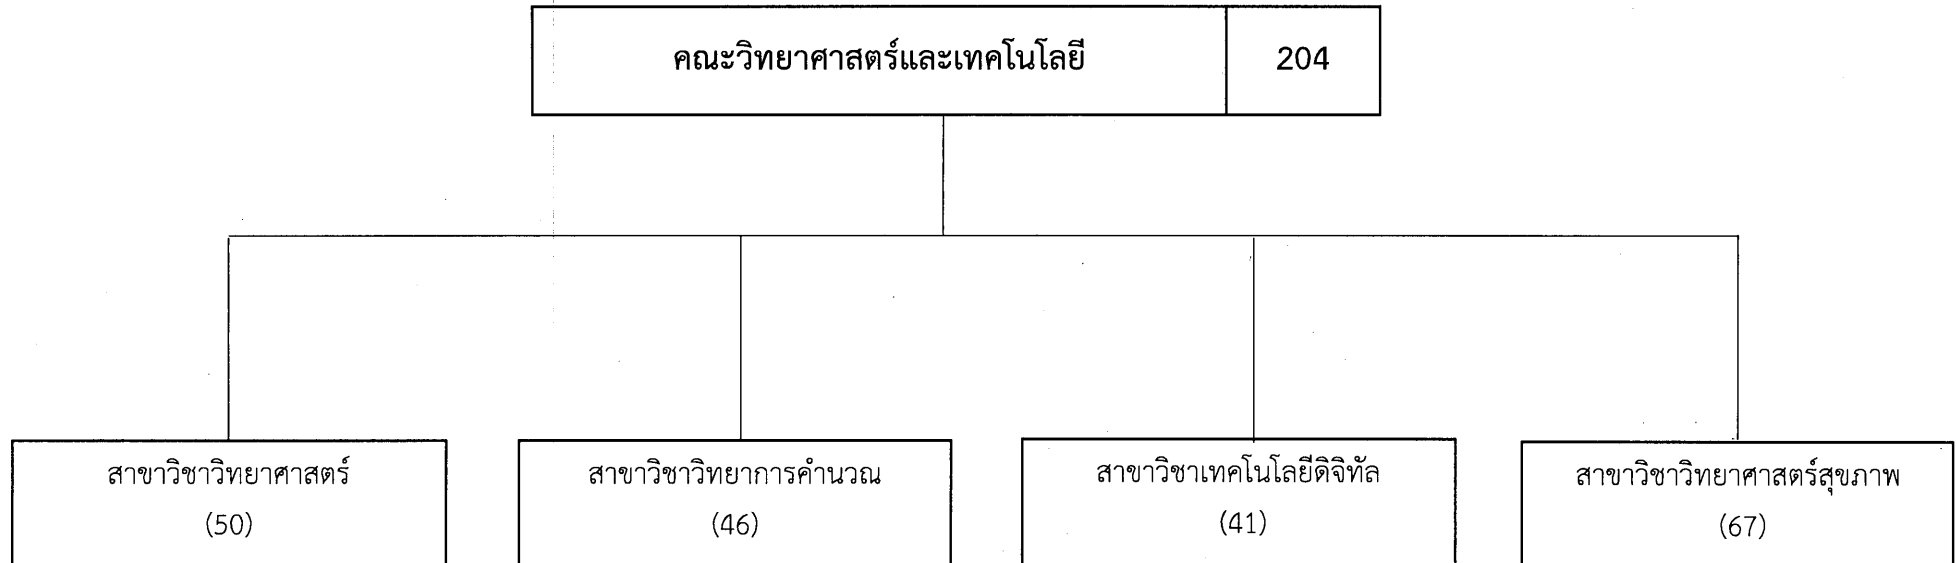 คณะวิทยาศาสตร์และเทคโนโลยี 204
สาขาวิชาวิทยาศาสตร์
(50)
สาขาวิชาวิทยาการคำนวณ
(46)
สาขาวิชาเทคโนโลยีดิจิทัล
(41)
สาขาวิชาวิทยาศาสตร์สุขภาพ
(67)